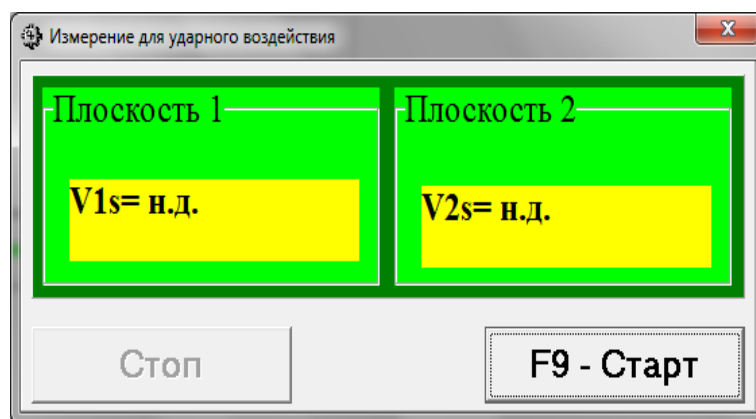 Измерение для ударного воздействия
Плоскость 1
Плоскость 2
V1s= н.д.
V2s= н.д.
Стоп
F9 - Старт